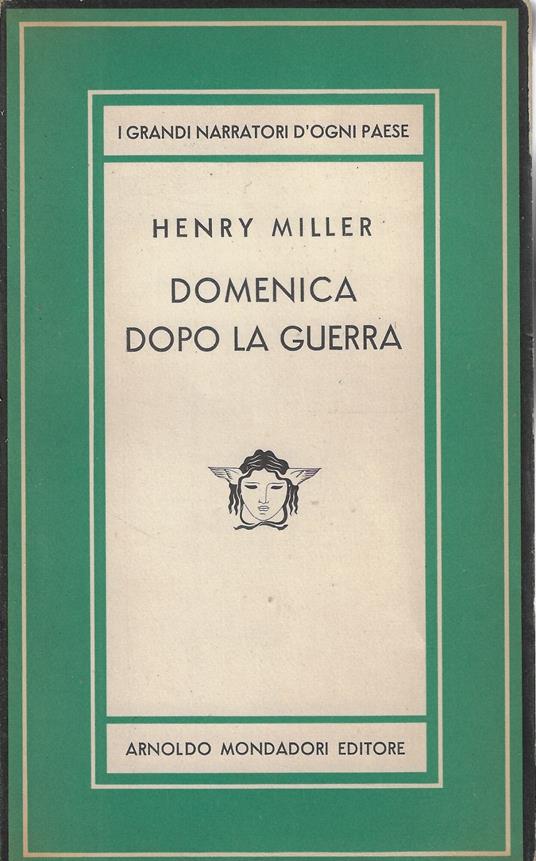 I GRANDI NARRATORI D'OGNI PAESE
HENRY MILLER
DOMENICA
DOPO LA GUERRA
ARNOLDO MONDADORI EDITORE